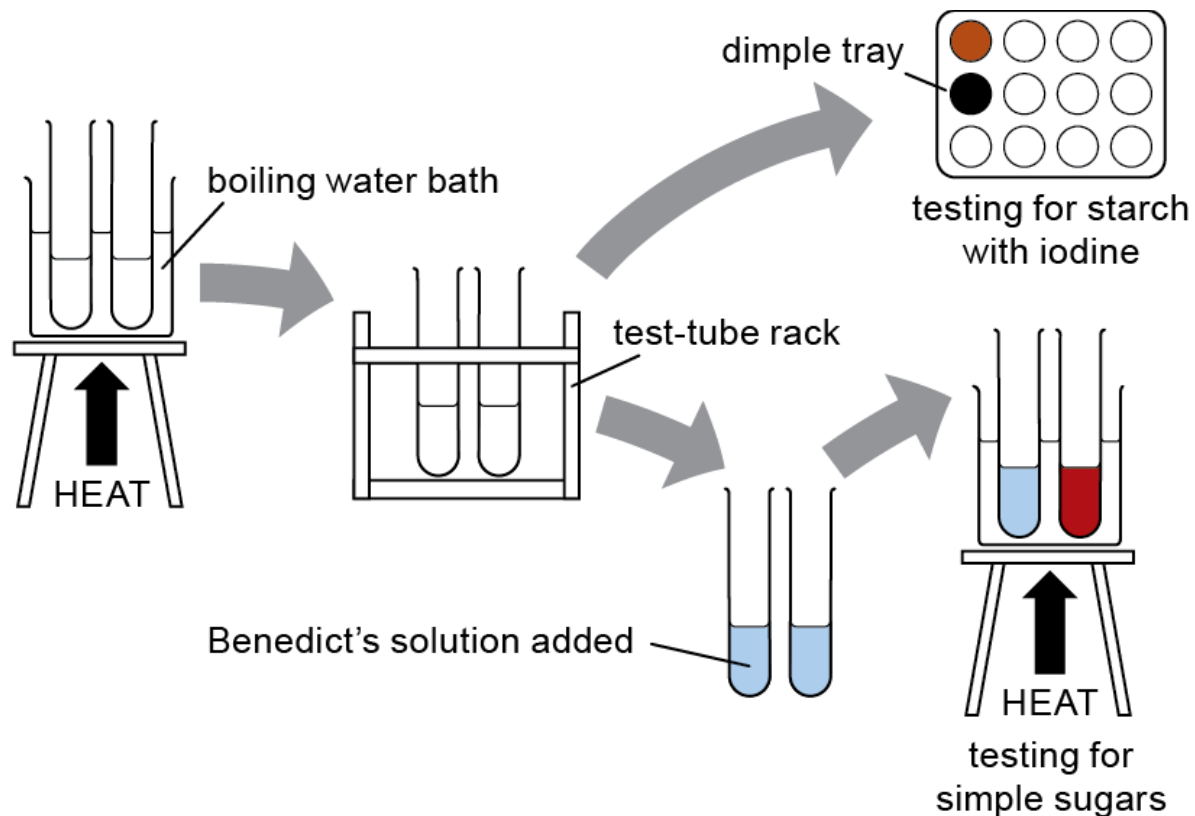 dimple tray
boiling water bath
testing for starch
with iodine
test-tube rack
HEAT
Benedict’s solution added
HEAT
testing for
simple sugars